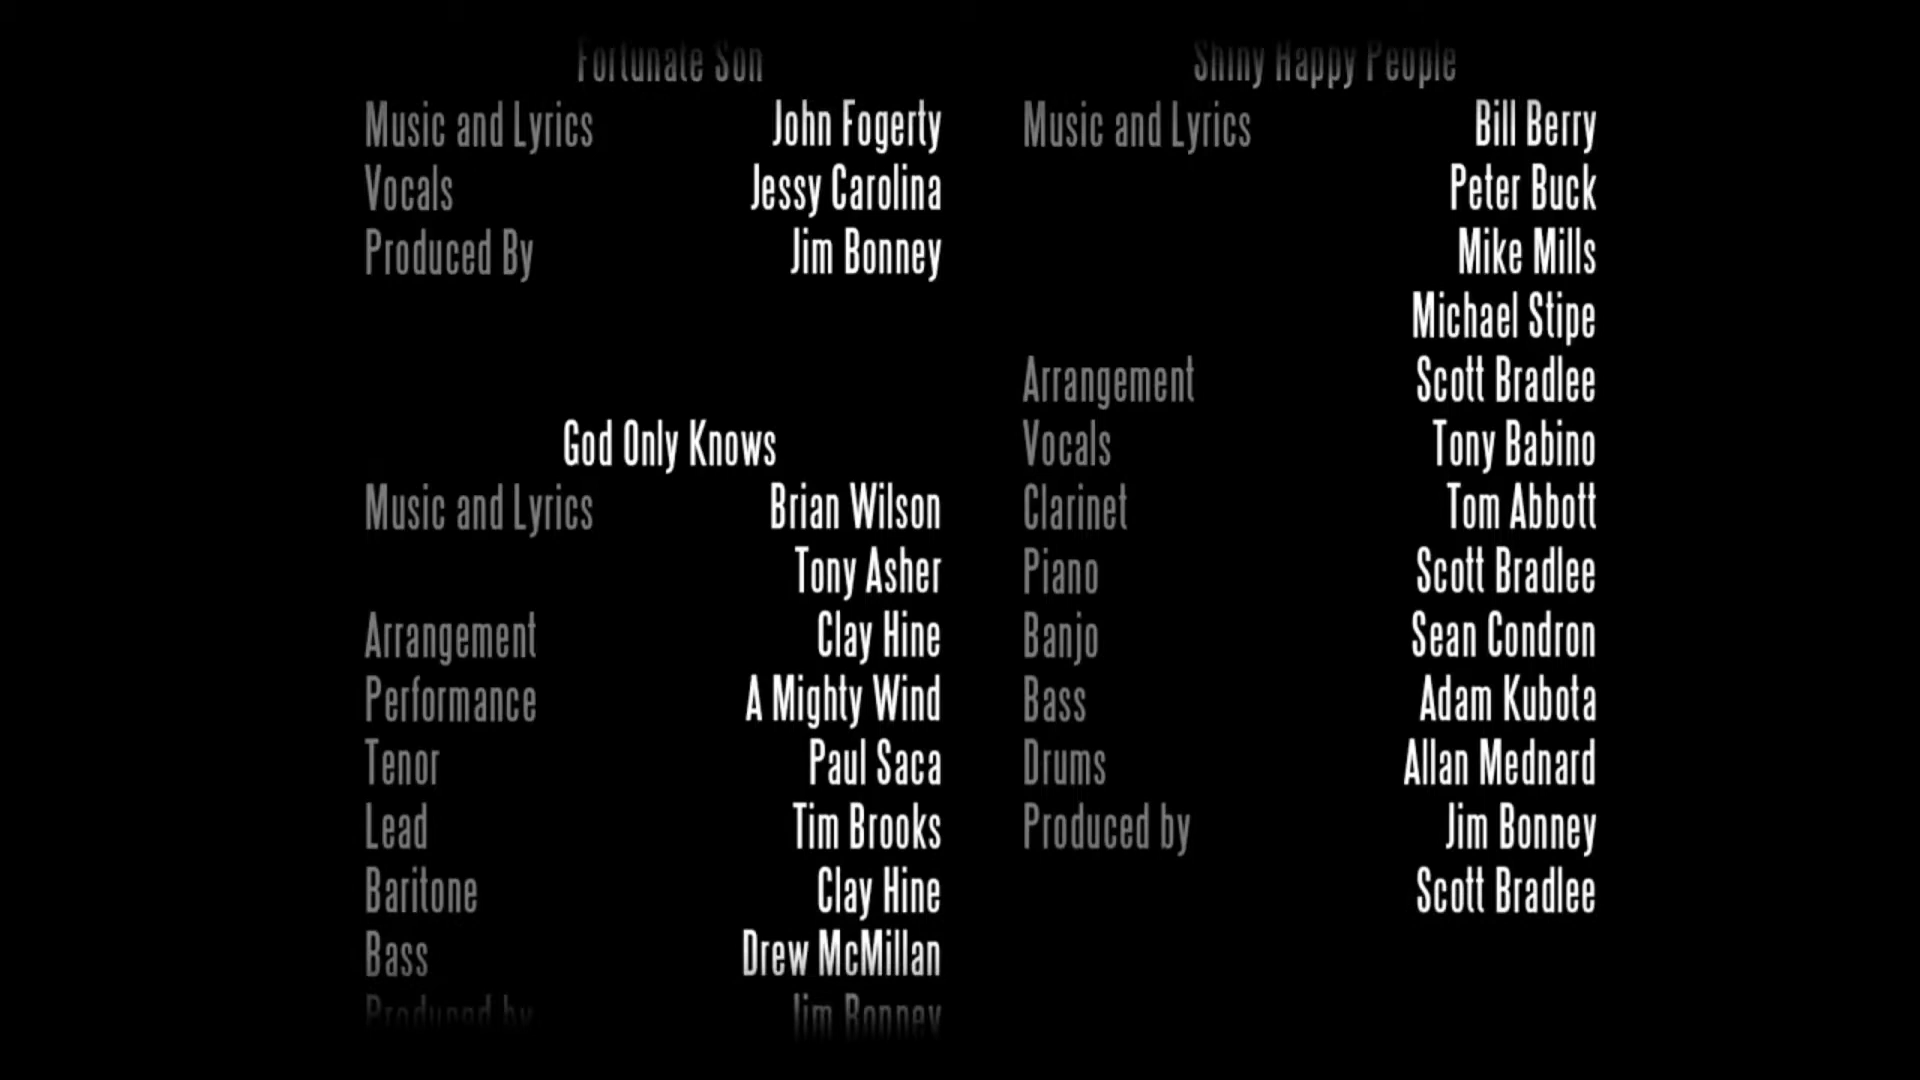 Fortunate Son
Music and Lyrics John Fogerty
Vocals Jessy Carolina
Produced By Jim Bonney
God Only Knows
Music and Lyrics Brian Wilson
Tony Asher
Arrangement Clay Hine
Performance A Mighty Wind
Tenor Paul Saca
Lead Tim Brooks
Baritone Clay Hine
Bass Drew McMillan
Produced by Jim Bonney
Shiny Happy People
Music and Lyrics Bill Berry
Peter Buck
Mike Mills
Michael Stipe
Arrangement Scott Bradlee
Vocals Tony Babino
Clarinet Tom Abbott
Piano Scott Bradlee
Banjo Sean Condron
Bass Adam Kubota
Drums Allan Mednard
Produced by Jim Bonney
Scott Bradlee